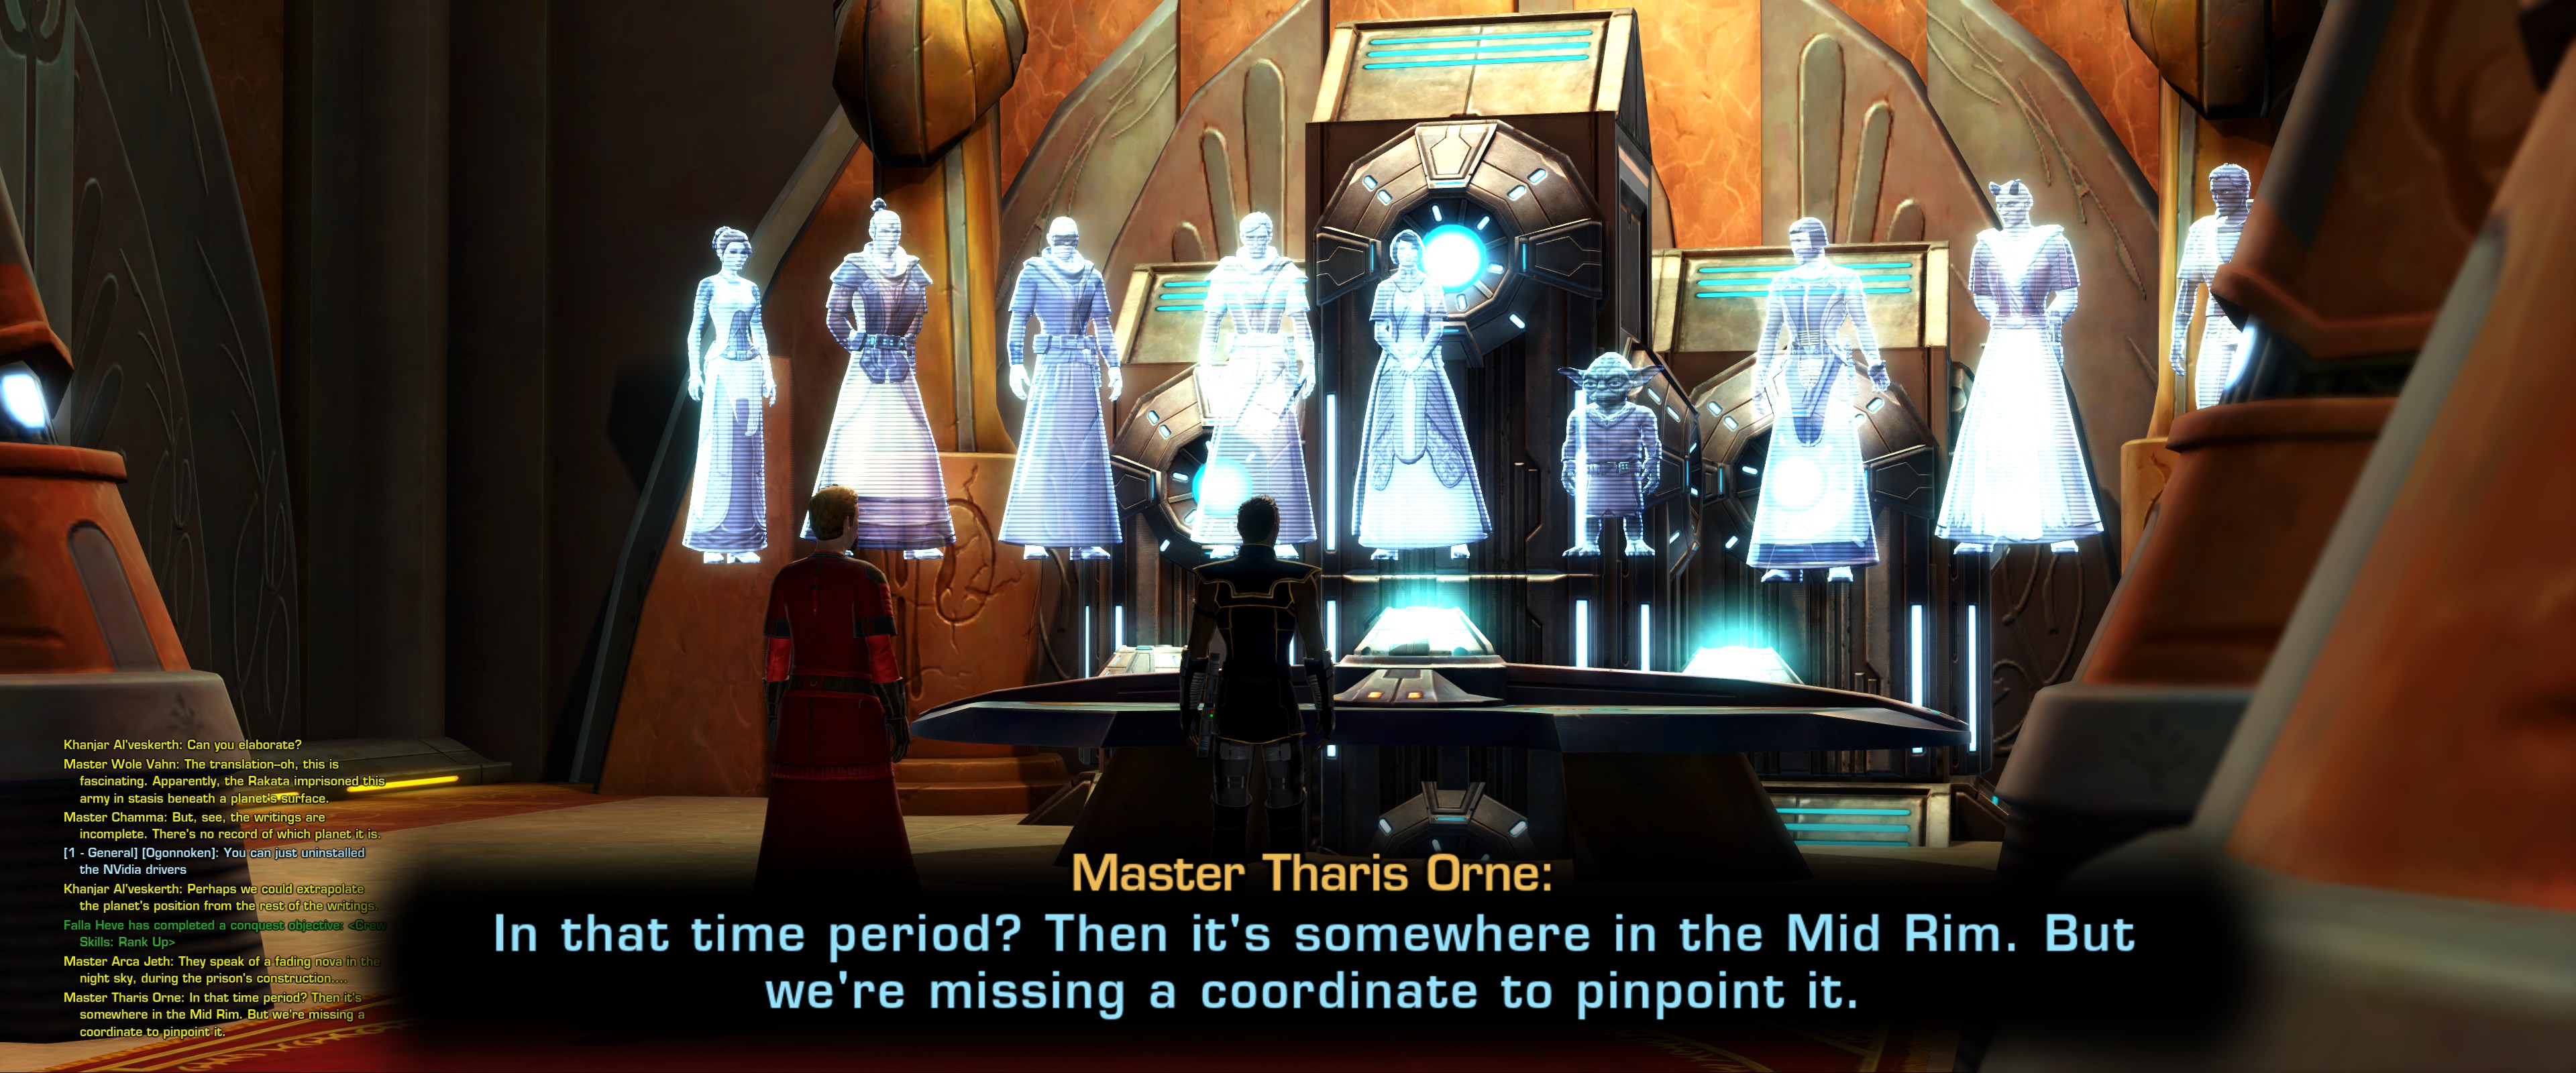 Khanjar Al'veskerth: Can you elaborate?
Master Wole Vahn: The translation–oh, this is
fascinating. Apparently, the Rakata imprisoned this
army in stasis beneath a planet's surface.
Master Chamma: But, see, the writings are
incomplete. There's no record of which planet it is.
[1 - General] [Ogonnoken]: You can just uninstalled
the NVidia drivers
Khanjar Al'veskerth: Perhaps we could extrapolate
the planet's position from the rest of the writings.
Falla Heve has completed a conquest objective: <Crew
Skills: Rank Up>
Master Arca Jeth: They speak of a fading nova in the
night sky, during the prison's construction....
Master Tharis Orne: In that time period? Then it's
somewhere in the Mid Rim. But we're missing a
coordinate to pinpoint it.
Master Tharis Orne:
In that time period? Then it's somewhere in the Mid Rim. But
we're missing a coordinate to pinpoint it.